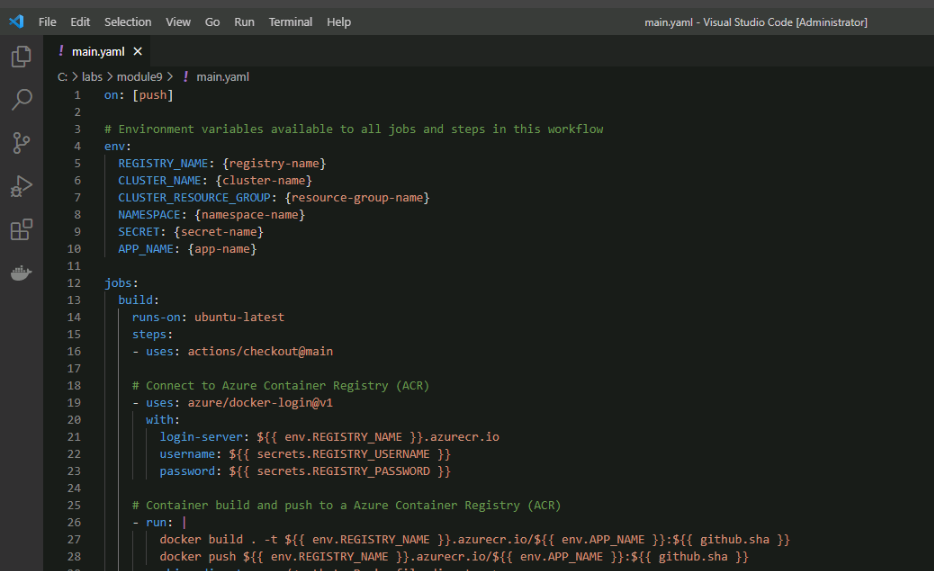 File Edit Selection View Go Run Terminal Help main.yaml - Visual Studio Code [Administrator]
! main.yaml ×
C: > labs > module9 > ! main.yaml
1 on: [push]
2
3 # Environment variables available to all jobs and steps in this workflow
4 env:
5 REGISTRY_NAME: {registry-name}
6 CLUSTER_NAME: {cluster-name}
7 CLUSTER_RESOURCE_GROUP: {resource-group-name}
8 NAMESPACE: {namespace-name}
9 SECRET: {secret-name}
10 APP_NAME: {app-name}
11
12 jobs:
13 build:
14 runs-on: ubuntu-latest
15 steps:
16 - uses: actions/checkout@main
17
18 # Connect to Azure Container Registry (ACR)
19 - uses: azure/docker-login@v1
20 with:
21 login-server: ${{ env.REGISTRY_NAME }}.azurecr.io
22 username: ${{ secrets.REGISTRY_USERNAME }}
23 password: ${{ secrets.REGISTRY_PASSWORD }}
24
25 # Container build and push to a Azure Container Registry (ACR)
26 - run: |
27 docker build . -t ${{ env.REGISTRY_NAME }}.azurecr.io/${{ env.APP_NAME }}:${{ github.sha }}
28 docker push ${{ env.REGISTRY_NAME }}.azurecr.io/${{ env.APP_NAME }}:${{ github.sha }}